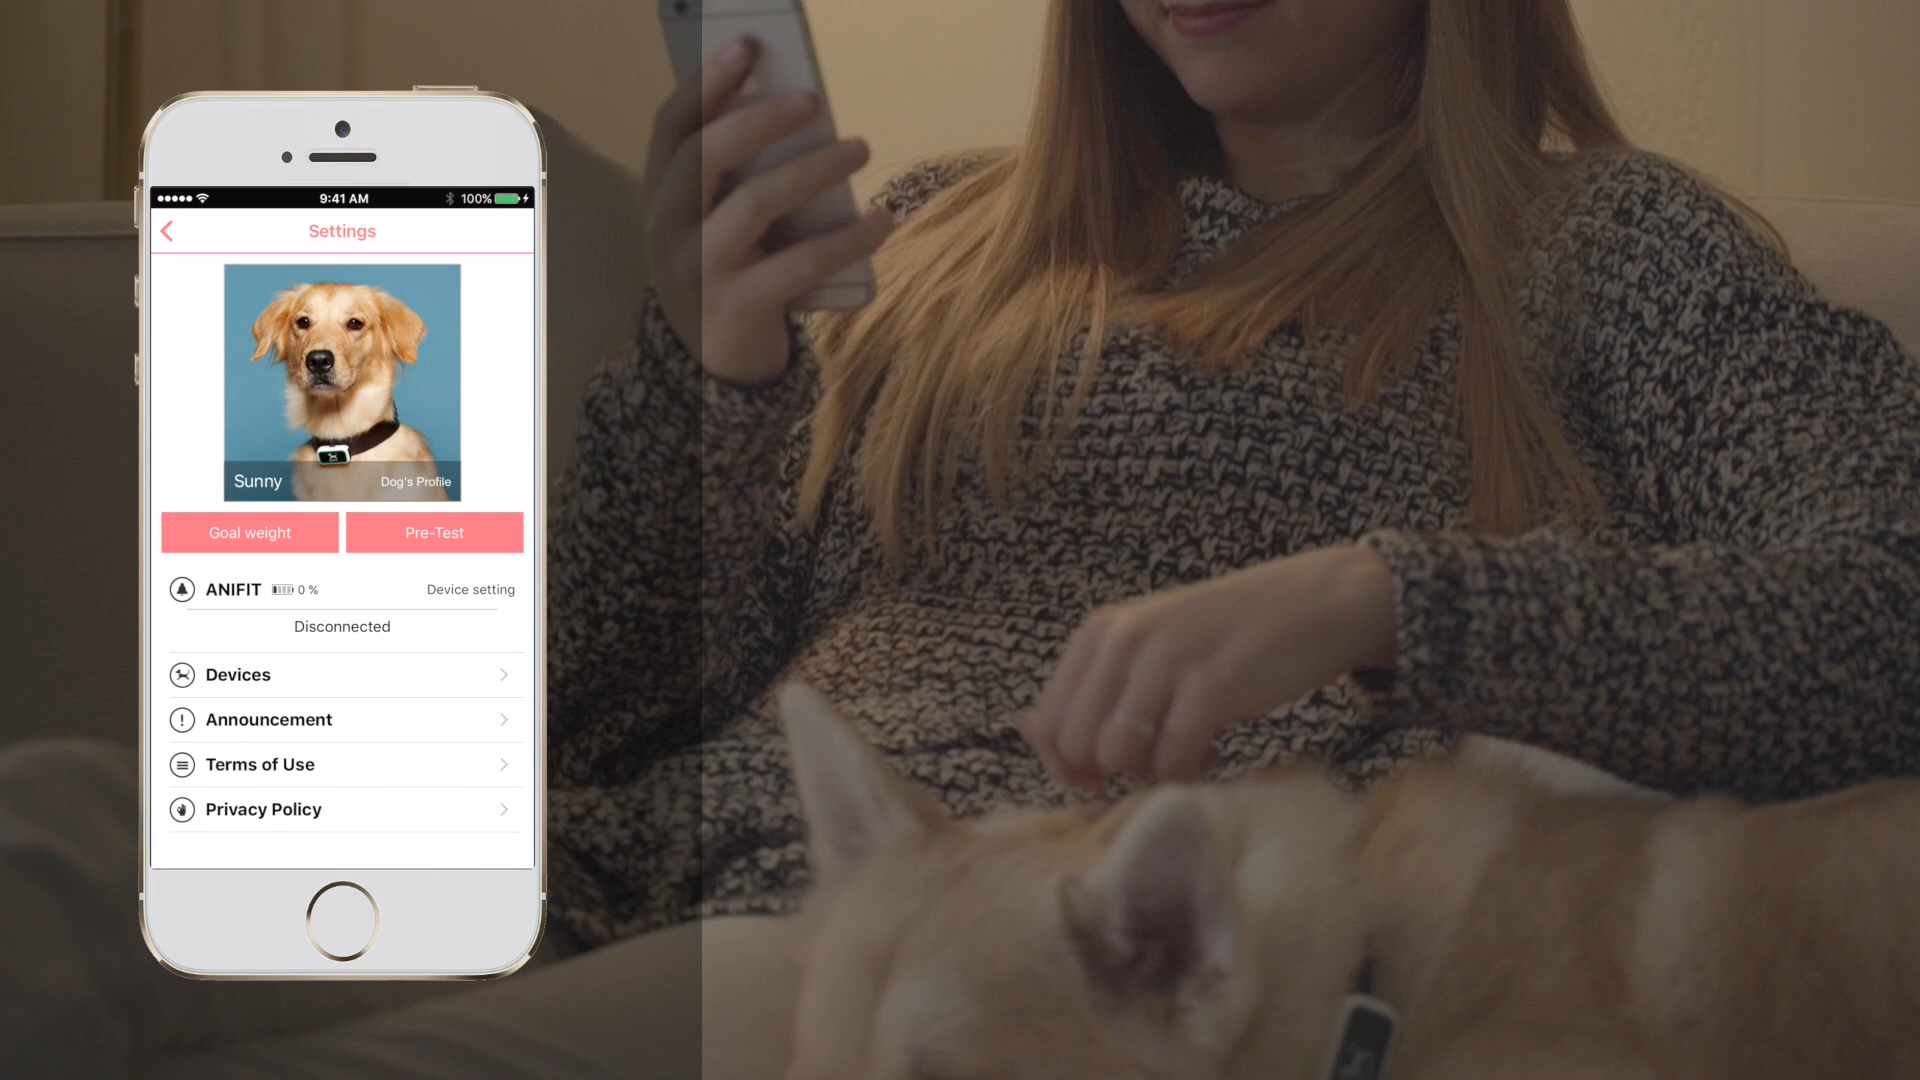 9:41 AM
100%
Settings
Sunny
Dog's Profile
Goal weight
Pre-Test
ANIFIT
0 %
Device setting
Disconnected
Devices
Announcement
Terms of Use
Privacy Policy